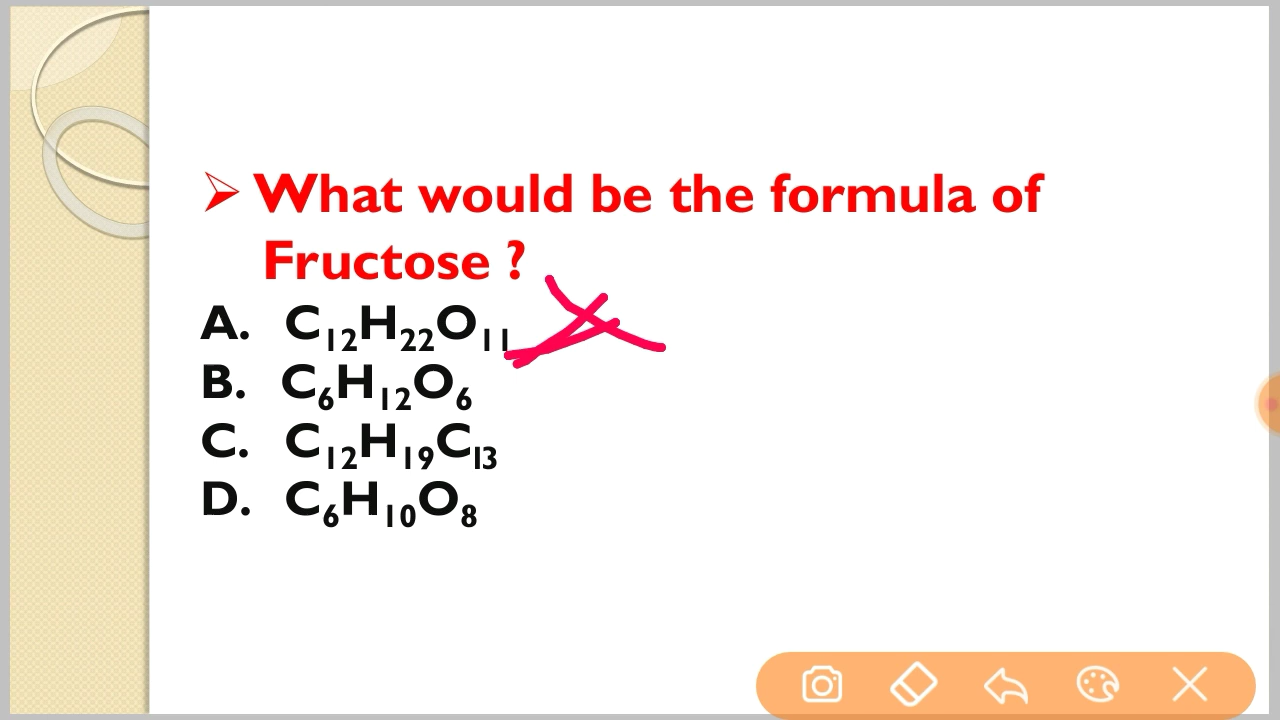 ➢ What would be the formula of
Fructose ?
A. C₁₂H₂₂O₁₁
B. C₆H₁₂O₆
C. C₁₂H₁₉C₁₃
D. C₆H₁₀O₈